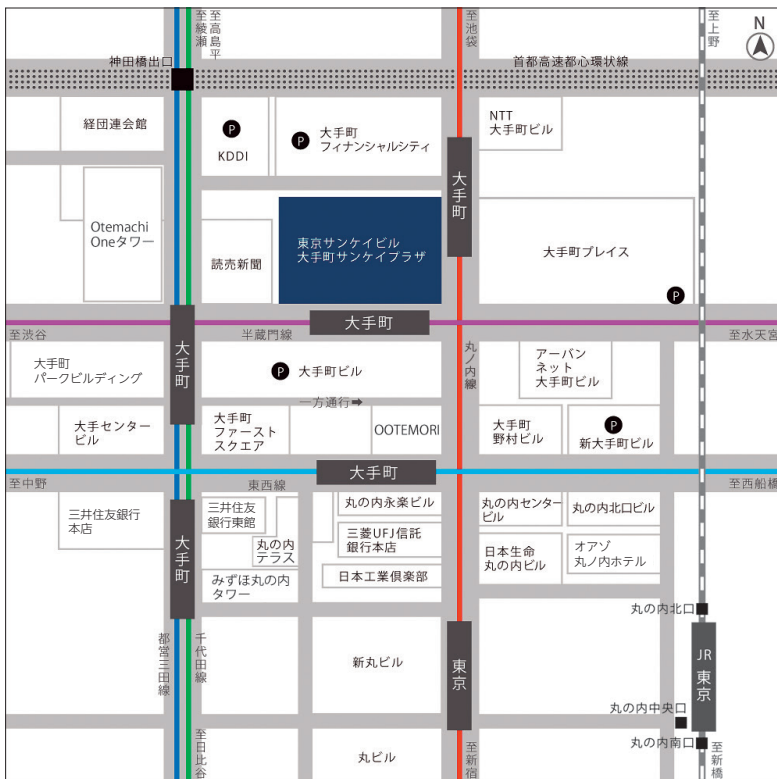 至綾瀬
至高島平
至池袋
至上野
N
神田橋出口
首都高速都心環状線
経団連会館
P
KDDI
P
大手町
フィナンシャルシティ
NTT
大手町ビル
大手町
Otemachi
Oneタワー
読売新聞
東京サンケイビル
大手町サンケイプラザ
大手町プレイス
P
大手町
至渋谷
半蔵門線
至水天宮
大手町
丸ノ内線
大手町
パークビルディング
P
大手町ビル
アーバン
ネット
大手町ビル
一方通行➡
大手センター
ビル
大手町
ファースト
スクエア
OOTEMORI
大手町
野村ビル
P
新大手町ビル
大手町
至中野
東西線
至西船橋
三井住友銀行
本店
大手町
三井住友
銀行東館
丸の内
テラス
みずほ丸の内
タワー
丸の内永楽ビル
三菱UFJ信託
銀行本店
日本工業倶楽部
丸の内センター
ビル
丸の内北口ビル
日本生命
丸の内ビル
オアゾ
丸ノ内ホテル
丸の内北口
都営三田線
千代田線
新丸ビル
東京
JR
東京
丸の内中央口
丸の内南口
至日比谷
丸ビル
至新宿
至新橋